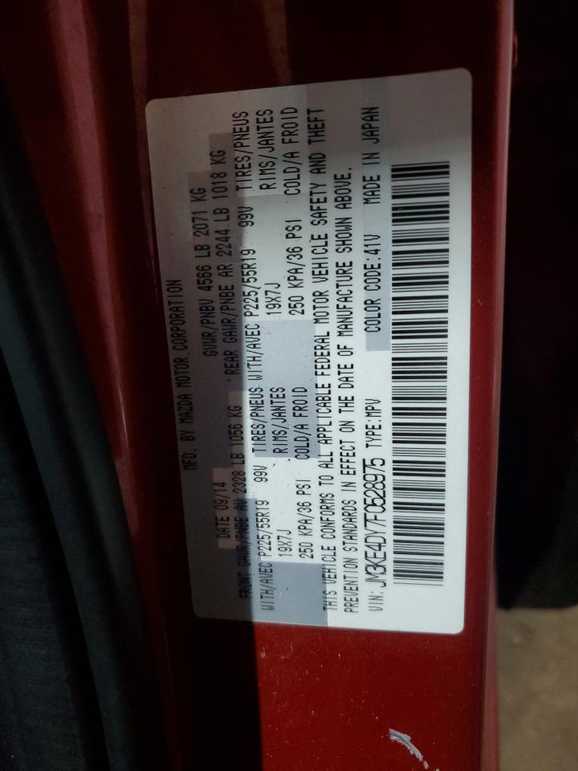 MFD. BY MAZDA MOTOR CORPORATION
DATE 09/14 GVWR/PNBV 4566 LB 2071 KG
FRONT GAWR/PNBE AV 2328 LB 1056 KG REAR GAWR/PNBE AR 2244 LB 1018 KG
WITH/AVEC P225/55R19 99V TIRES/PNEUS WITH/AVEC P225/55R19 99V TIRES/PNEUS
19X7J RIMS/JANTES 19X7J RIMS/JANTES
250 KPA/36 PSI COLD/A FROID 250 KPA/36 PSI COLD/A FROID
THIS VEHICLE CONFORMS TO ALL APPLICABLE FEDERAL MOTOR VEHICLE SAFETY AND THEFT
PREVENTION STANDARDS IN EFFECT ON THE DATE OF MANUFACTURE SHOWN ABOVE.
VIN: JM3KE4DY7F0528975 TYPE:MPV COLOR CODE:41V MADE IN JAPAN